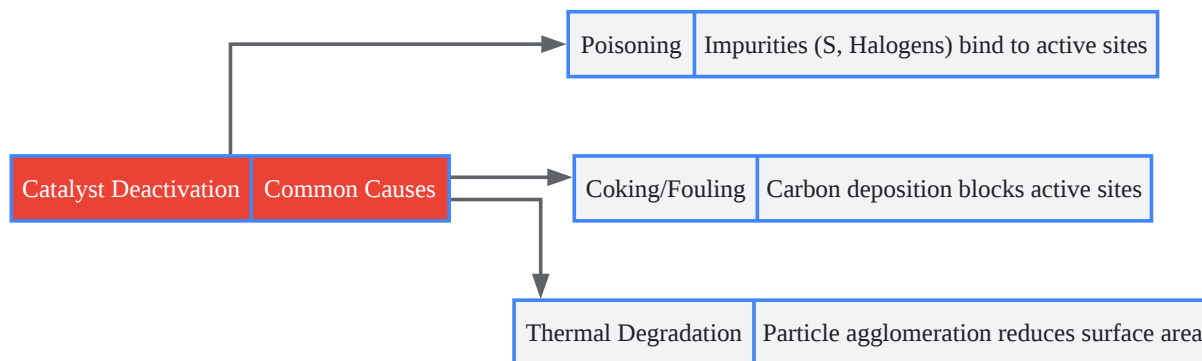 Poisoning
Impurities (S, Halogens) bind to active sites
Catalyst Deactivation
Common Causes
Coking/Fouling
Carbon deposition blocks active sites
Thermal Degradation
Particle agglomeration reduces surface area